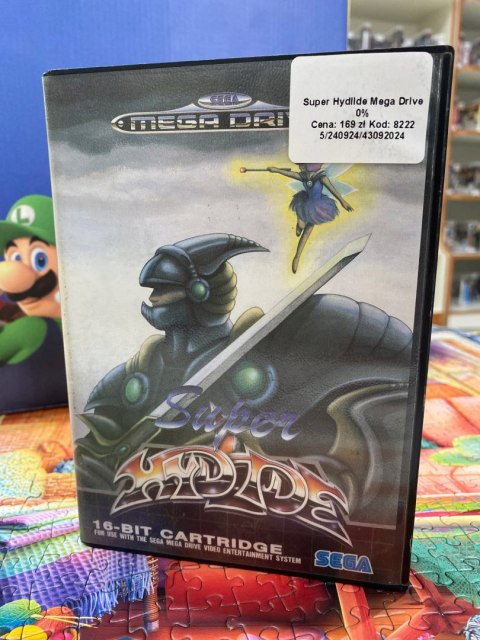 Super Hydlide Mega Drive
0%
Cena: 169 zł Kod: 8222
5/240924/43092024
SEGA
MEGA DRI
L
Super
HYDLIDE
16-BIT CARTRIDGE
FOR USE WITH THE SEGA MEGA DRIVE VIDEO ENTERTAINMENT SYSTEM
SEGA